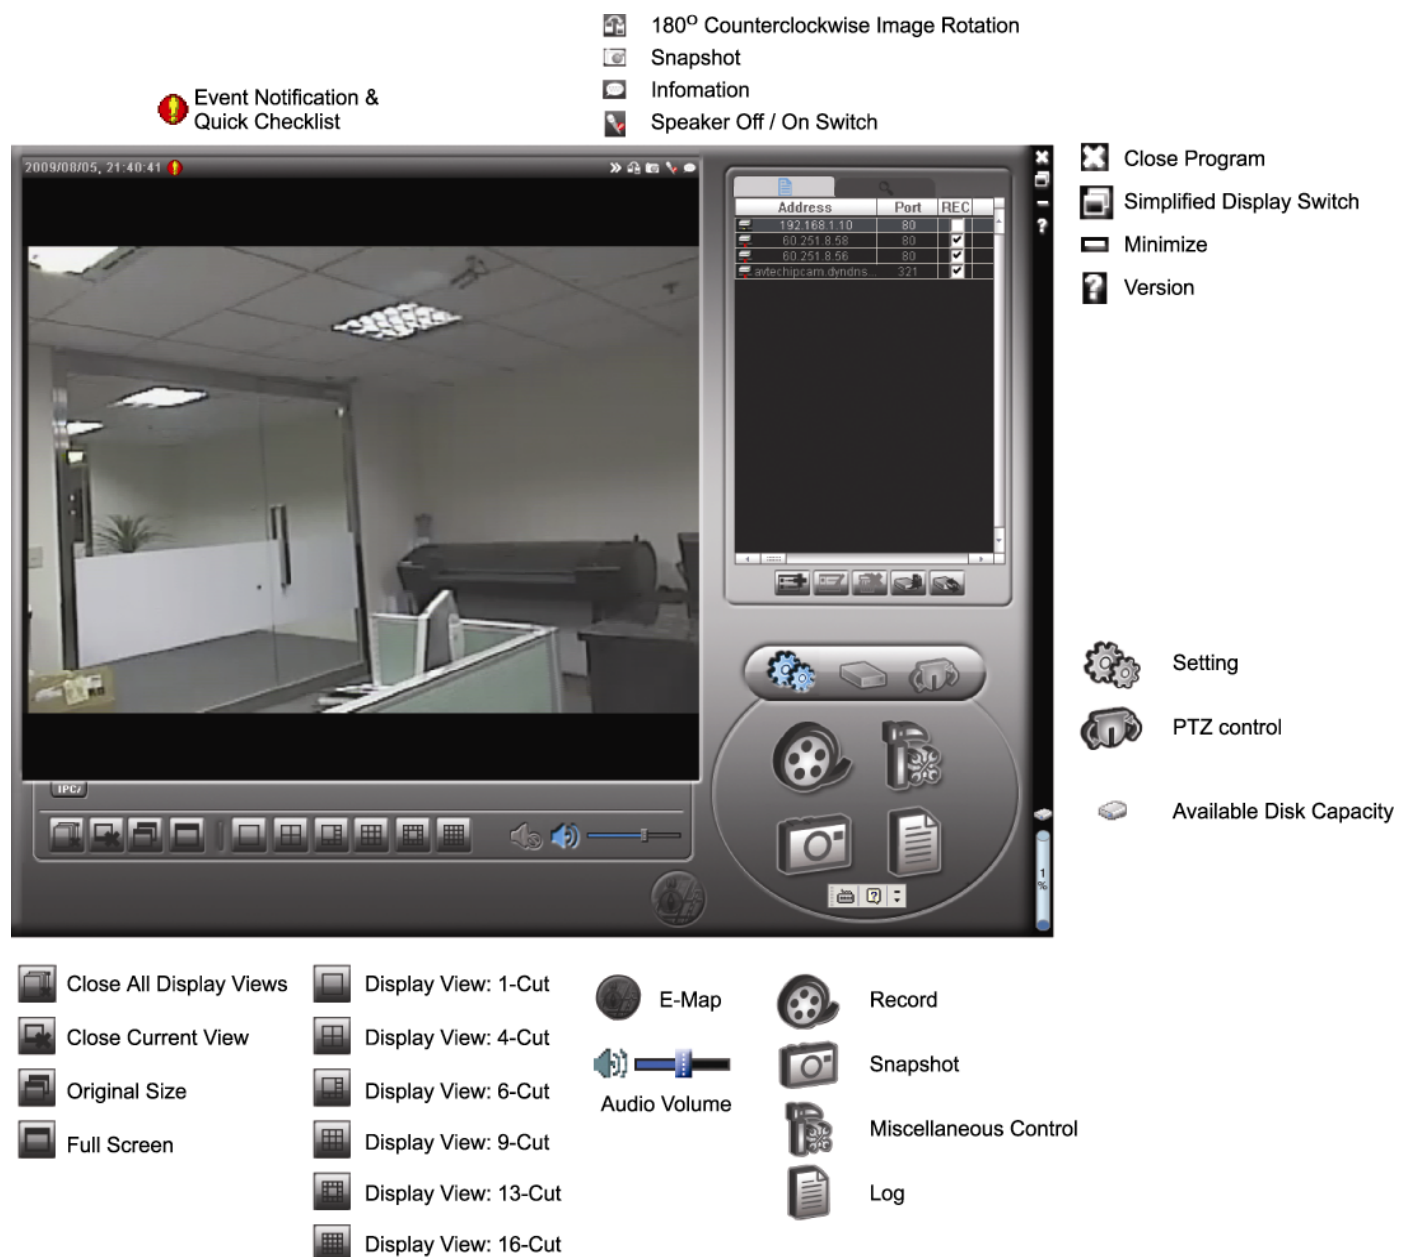 180° Counterclockwise Image Rotation
Snapshot
Infomation
Speaker Off / On Switch
Event Notification &
Quick Checklist
2009/08/05, 21:40:41
Address Port REC
192.168.1.10 80
60.251.8.58 80
60.251.8.56 80
avtechipcam.dyndns... 321
Close Program
Simplified Display Switch
Minimize
Version
Setting
PTZ control
Available Disk Capacity
1
%
Close All Display Views
Close Current View
Original Size
Full Screen
Display View: 1-Cut
Display View: 4-Cut
Display View: 6-Cut
Display View: 9-Cut
Display View: 13-Cut
Display View: 16-Cut
E-Map
Audio Volume
Record
Snapshot
Miscellaneous Control
Log